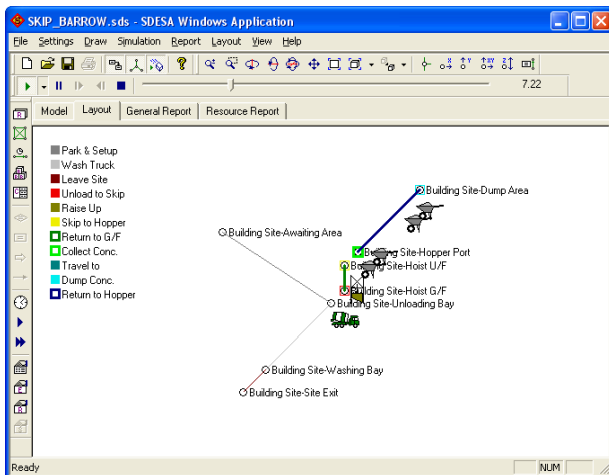 SKIP_BARROW.sds - SDESA Windows Application
File Settings Draw Simulation Report Layout View Help
7.22
Model Layout General Report Resource Report
Park & Setup
Wash Truck
Leave Site
Unload to Skip
Raise Up
Skip to Hopper
Return to G/F
Collect Conc.
Travel to
Dump Conc.
Return to Hopper
Building Site-Dump Area
Building Site-Awaiting Area
Building Site-Hopper Port
Building Site-Hoist U/F
Building Site-Hoist G/F
Building Site-Unloading Bay
Building Site-Washing Bay
Building Site-Site Exit
Ready NUM